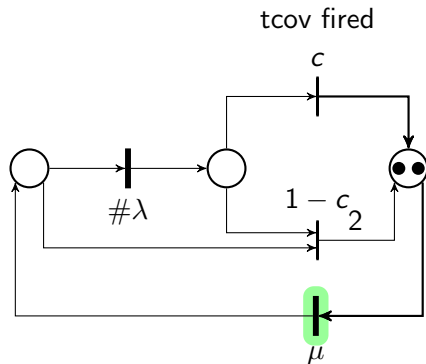 tcov fired
c
#λ
1 − c
2
μ